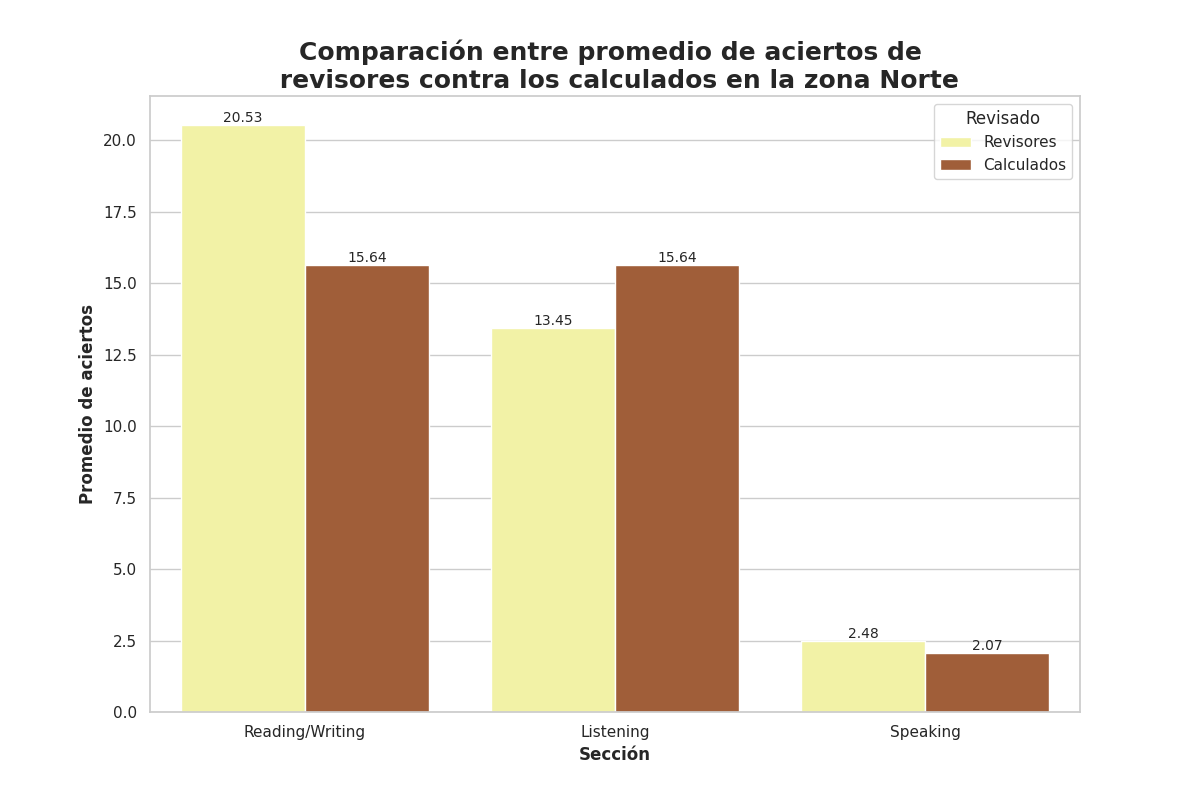 Comparación entre promedio de aciertos de
revisores contra los calculados en la zona Norte
Revisado
Revisores
Calculados
Promedio de aciertos
20.0
17.5
15.0
12.5
10.0
7.5
5.0
2.5
0.0
20.53
15.64
13.45
15.64
2.48
2.07
Reading/Writing
Listening
Speaking
Sección